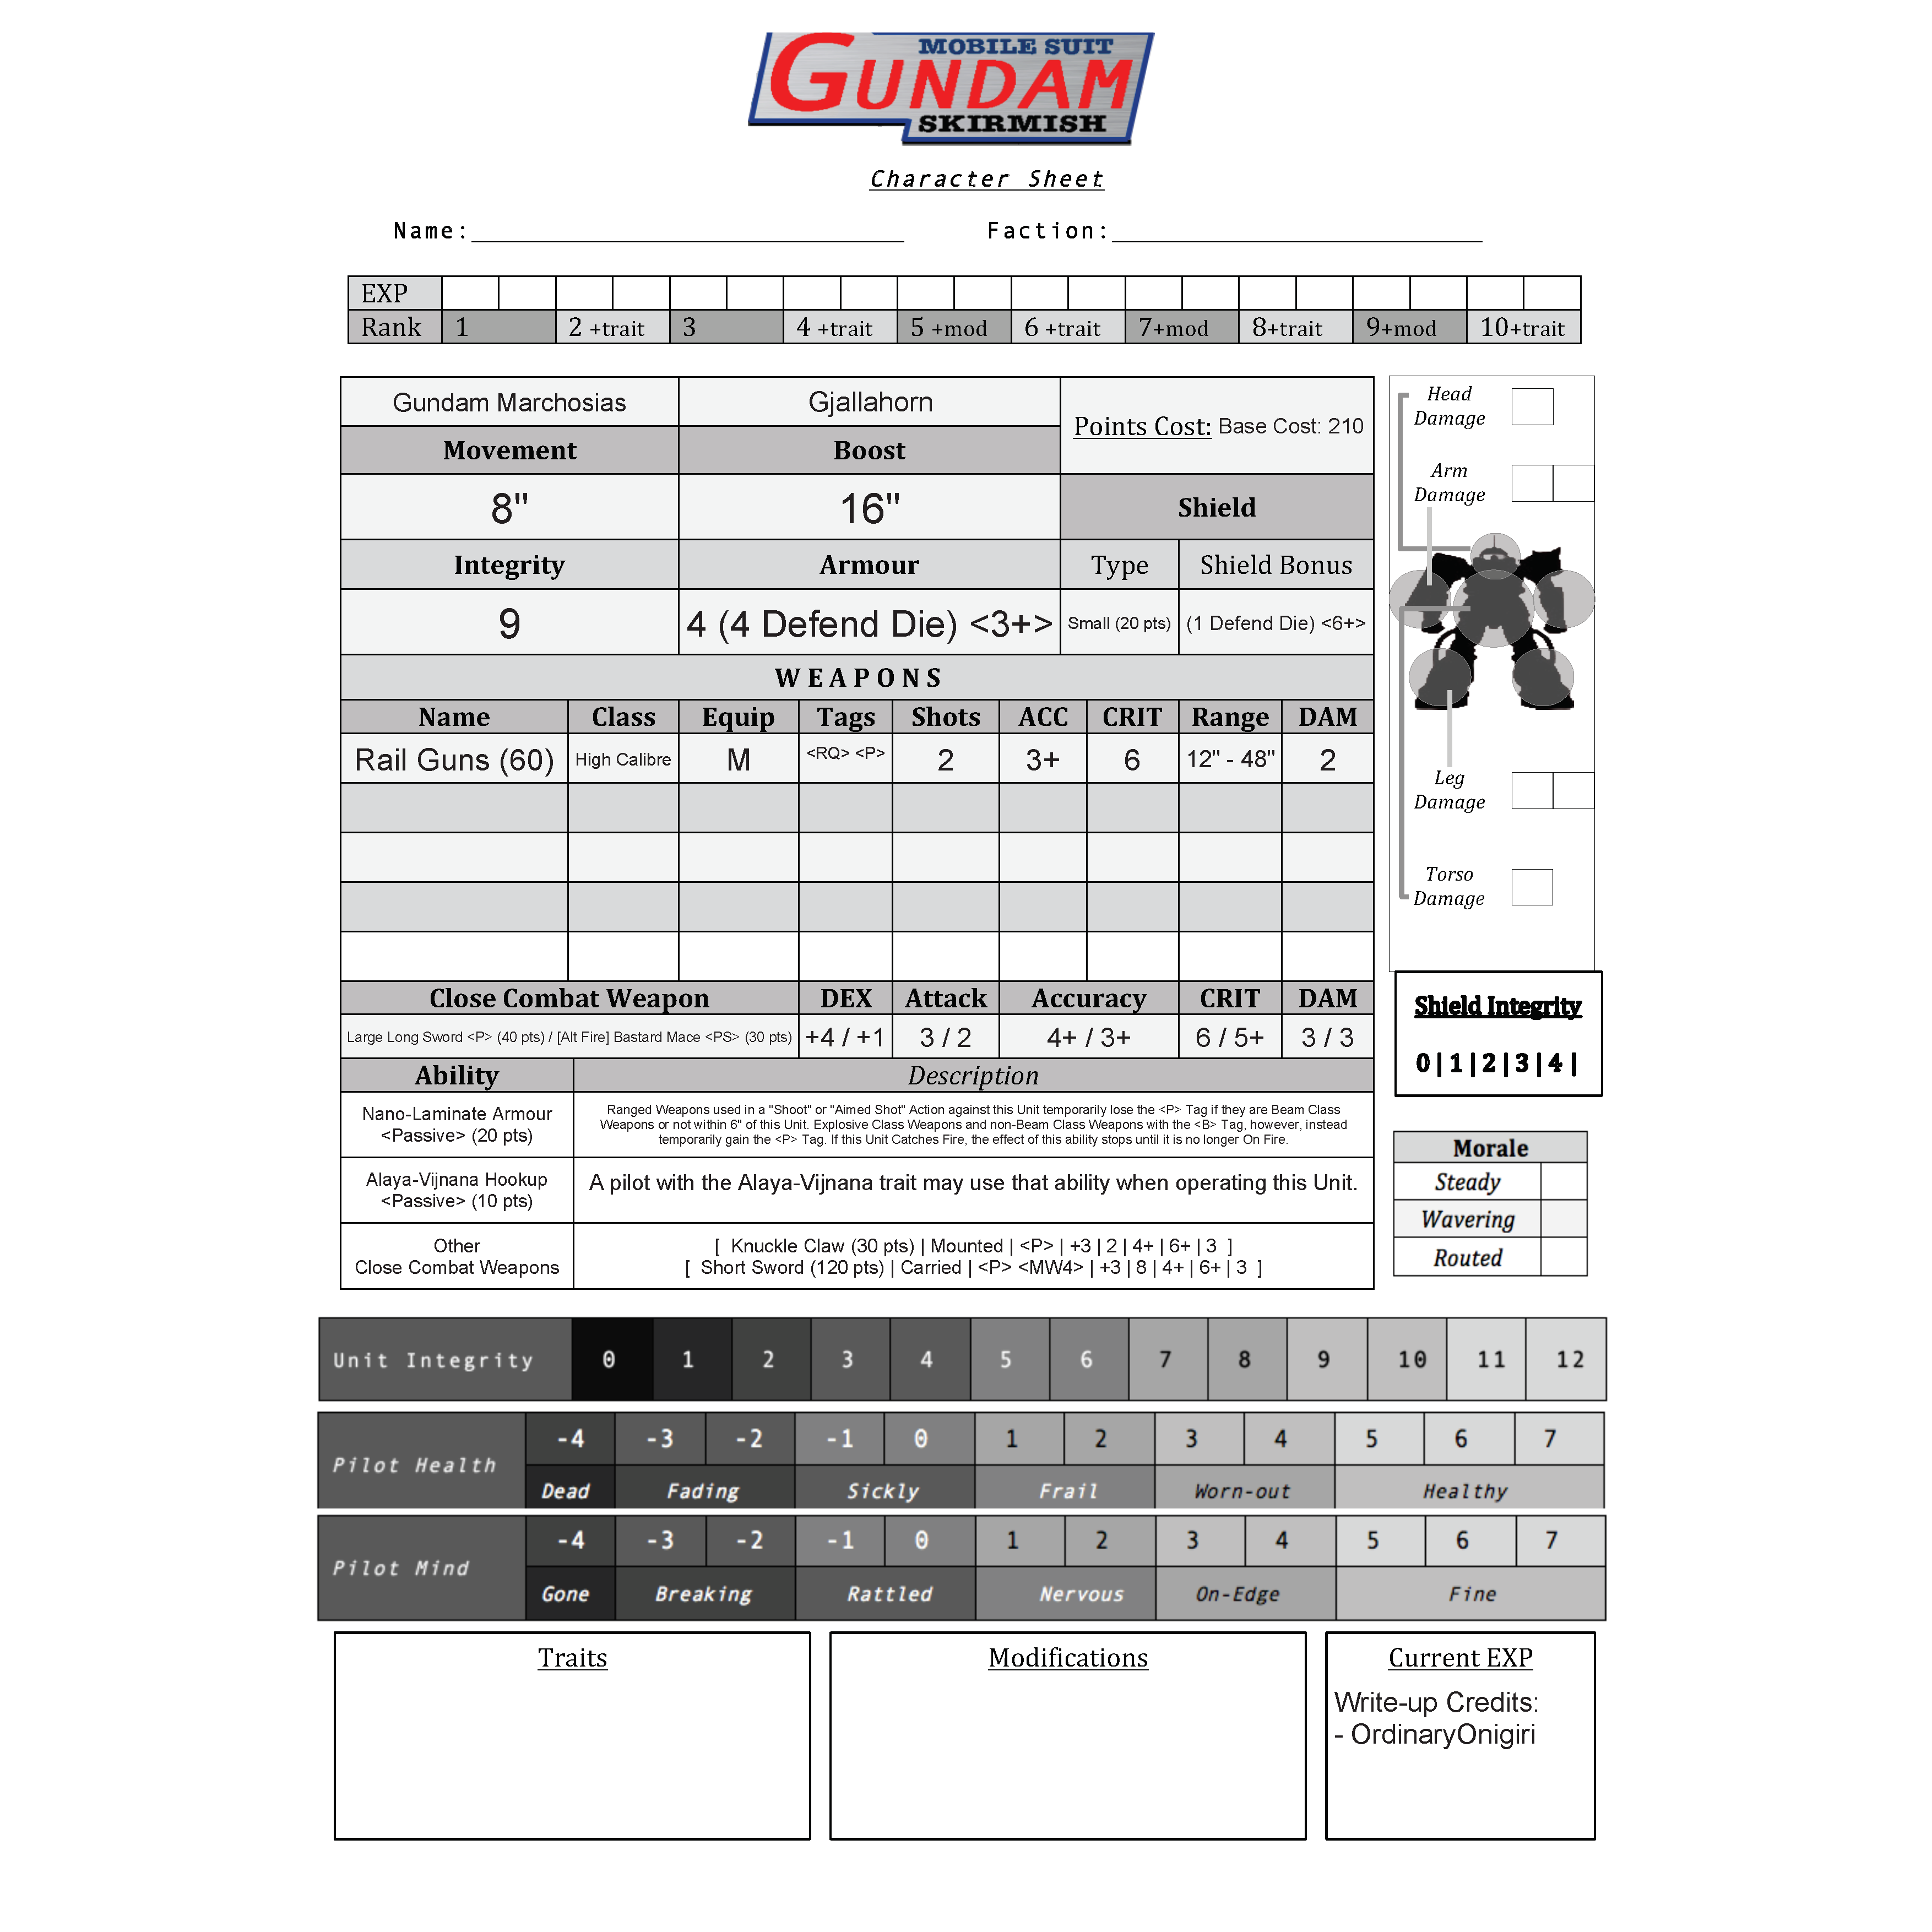 MOBILE SUIT
GUNDAM
SKIRMISH
Character Sheet
Name: Faction:
EXP
Rank 1 2 +trait 3 4 +trait 5 +mod 6 +trait 7+mod 8+trait 9+mod 10+trait
Gundam Marchosias Gjallahorn Points Cost: Base Cost: 210
Movement Boost
8" 16" Shield
Integrity Armour Type Shield Bonus
9 4 (4 Defend Die) <3+> Small (20 pts) (1 Defend Die) <6+>
WEAPONS
Name Class Equip Tags Shots ACC CRIT Range DAM
Rail Guns (60) High Calibre M <RQ> <P> 2 3+ 6 12" - 48" 2
Close Combat Weapon DEX Attack Accuracy CRIT DAM
Large Long Sword <P> (40 pts) / [Alt Fire] Bastard Mace <PS> (30 pts) +4 / +1 3 / 2 4+ / 3+ 6 / 5+ 3 / 3
Ability Description
Nano-Laminate Armour
<Passive> (20 pts)
Ranged Weapons used in a "Shoot" or "Aimed Shot" Action against this Unit temporarily lose the <P> Tag if they are Beam Class
Weapons or not within 6" of this Unit. Explosive Class Weapons and non-Beam Class Weapons with the <B> Tag, however, instead
temporarily gain the <P> Tag. If this Unit Catches Fire, the effect of this ability stops until it is no longer On Fire.
Alaya-Vijnana Hookup
<Passive> (10 pts)
A pilot with the Alaya-Vijnana trait may use that ability when operating this Unit.
Other
Close Combat Weapons
[ Knuckle Claw (30 pts) | Mounted | <P> | +3 | 2 | 4+ | 6+ | 3 ]
[ Short Sword (120 pts) | Carried | <P> <MW4> | +3 | 8 | 4+ | 6+ | 3 ]
Head
Damage
Arm
Damage
Leg
Damage
Torso
Damage
Shield Integrity
0 | 1 | 2 | 3 | 4 |
Morale
Steady
Wavering
Routed
Unit Integrity 0 1 2 3 4 5 6 7 8 9 10 11 12
Pilot Health -4 -3 -2 -1 0 1 2 3 4 5 6 7
Dead Fading Sickly Frail Worn-out Healthy
Pilot Mind -4 -3 -2 -1 0 1 2 3 4 5 6 7
Gone Breaking Rattled Nervous On-Edge Fine
Traits Modifications Current EXP
Write-up Credits:
- OrdinaryOnigiri